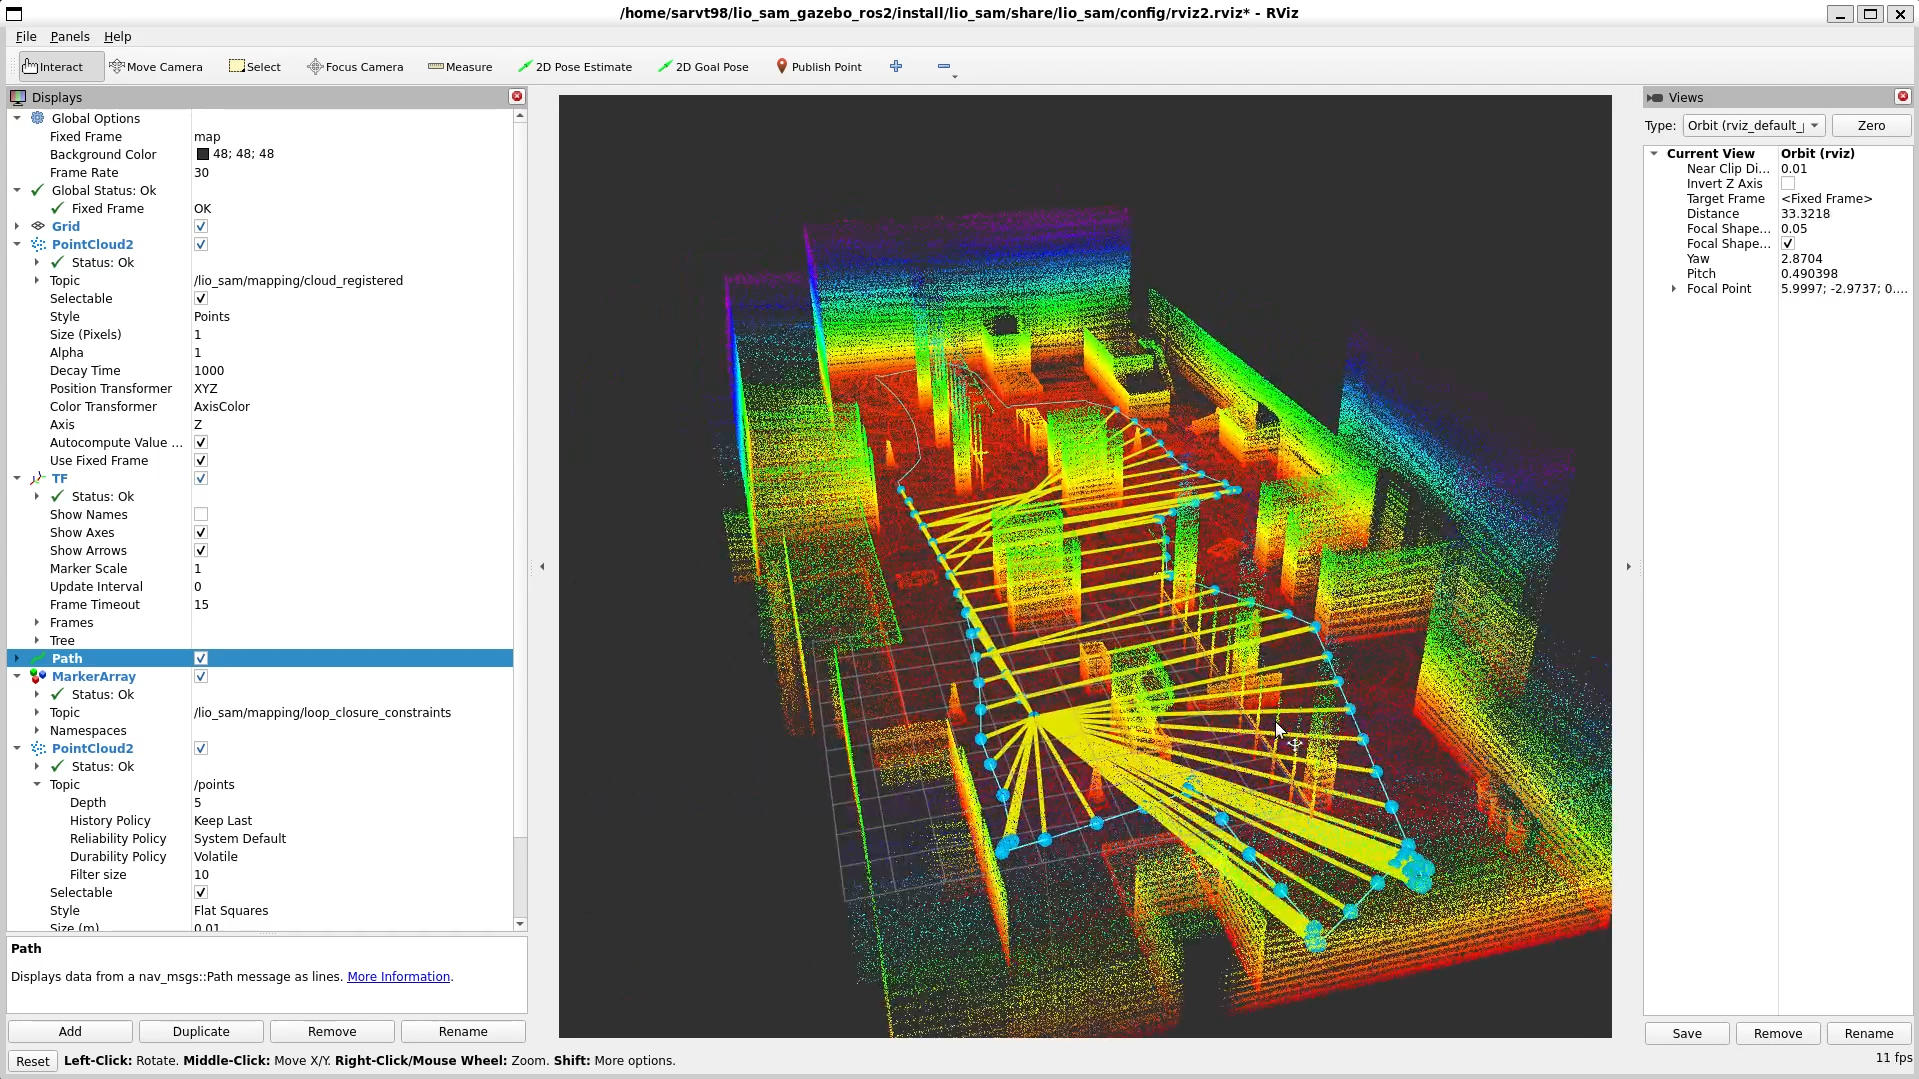 /home/sarvt98/lio_sam_gazebo_ros2/install/lio_sam/share/lio_sam/config/rviz2.rviz* - RViz
File Panels Help
Interact Move Camera Select Focus Camera Measure 2D Pose Estimate 2D Goal Pose Publish Point
Displays
Global Options
Fixed Frame map
Background Color 48; 48; 48
Frame Rate 30
Global Status: Ok
Fixed Frame OK
Grid
PointCloud2
Status: Ok
Topic /lio_sam/mapping/cloud_registered
Selectable
Style Points
Size (Pixels) 1
Alpha 1
Decay Time 1000
Position Transformer XYZ
Color Transformer AxisColor
Axis Z
Autocompute Value ...
Use Fixed Frame
TF
Status: Ok
Show Names
Show Axes
Show Arrows
Marker Scale 1
Update Interval 0
Frame Timeout 15
Frames
Tree
Path
MarkerArray
Status: Ok
Topic /lio_sam/mapping/loop_closure_constraints
Namespaces
PointCloud2
Status: Ok
Topic /points
Depth 5
History Policy Keep Last
Reliability Policy System Default
Durability Policy Volatile
Filter size 10
Selectable
Style Flat Squares
Size (m) 0.01
Path
Displays data from a nav_msgs::Path message as lines. More Information.
Add Duplicate Remove Rename
Views
Type: Orbit (rviz_default_ Zero
Current View Orbit (rviz)
Near Clip Di... 0.01
Invert Z Axis
Target Frame <Fixed Frame>
Distance 33.3218
Focal Shape... 0.05
Focal Shape...
Yaw 2.8704
Pitch 0.490398
Focal Point 5.9997; -2.9737; 0....
Save Remove Rename
Reset Left-Click: Rotate. Middle-Click: Move X/Y. Right-Click/Mouse Wheel: Zoom. Shift: More options.
11 fps